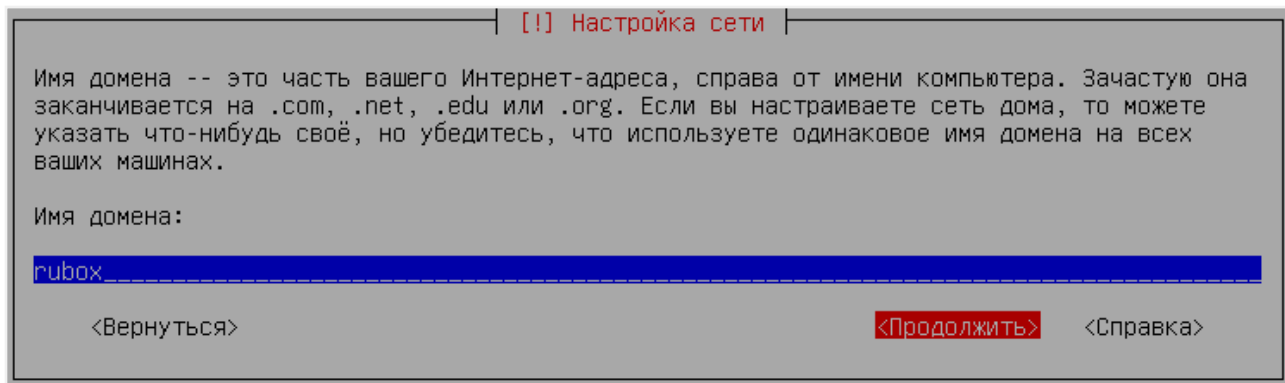 [!] Настройка сети
Имя домена -- это часть вашего Интернет-адреса, справа от имени компьютера. Зачастую она
заканчивается на .com, .net, .edu или .org. Если вы настраиваете сеть дома, то можете
указать что-нибудь своё, но убедитесь, что используете одинаковое имя домена на всех
ваших машинах.
Имя домена:
rubox
<Вернуться> <Продолжить> <Справка>